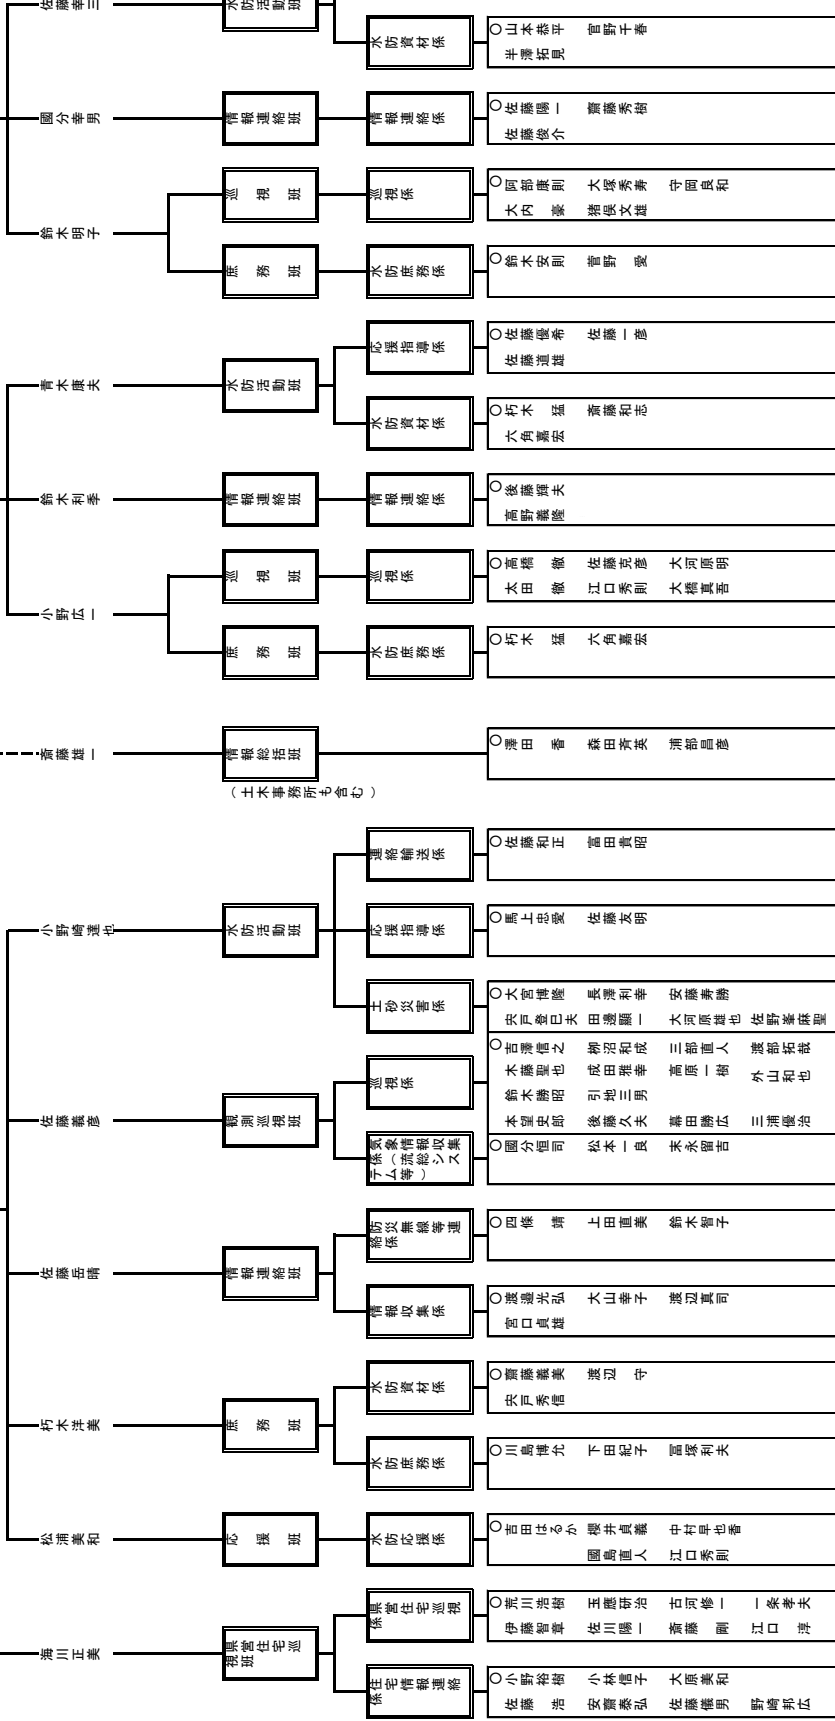 佐藤幸三
水防活動班
水防資材係
○山本恭平 官野千春
半澤拓見
國分幸男
情報連絡班
情報連絡係
○佐藤陽一 齋藤秀樹
佐藤俊介
鈴木明子
巡視班
巡視係
○阿部康則 大塚秀寿 守岡良和
大内 豪 猪俣文雄
庶務班
水防庶務係
○鈴木安則 菅野 愛
青木康夫
水防活動班
応援指導係
○佐藤優希 佐藤一彦
佐藤道雄
水防資材係
○朽木 猛 斎藤和志
六角嘉宏
鈴木利孝
情報連絡班
情報連絡係
○後藤輝夫
高野義隆
小野広一
巡視班
巡視係
○高橋 徹 佐藤克彦 大河原明
太田 徹 江口秀則 大橋真吾
庶務班
水防庶務係
○朽木 猛 六角嘉宏
斎藤雄一
情報総括班
(土木事務所も含む)
○澤田 香 森田斉英 浦部昌彦
小野崎達也
水防活動班
連絡輸送係
○佐藤和正 富田貴昭
応援指導係
○馬上忠愛 佐藤友明
土砂災害係
○大宮博隆 長澤利幸 安藤寿勝
宍戸登巳夫 田邊顯一 大河原雄也 佐野峯麻聖
佐藤義彦
観測巡視班
巡視係
○吉澤信之 柳沼和成 三部直人 渡部拓哉
木藤聖也 成田雅幸 高原一樹 外山和也
鈴木勝昭 引地三男
本望史郎 後藤久夫 幕田勝広 三浦優治
気象情報収集
係(流総システム等)
○國分恒司 松本一良 末永留吉
佐藤岳晴
情報連絡班
防災無線等連
絡係
○四條 靖 上田直美 鈴木智子
情報収集係
○渡邊光弘 大山幸子 渡辺真司
宮口貞雄
朽木洋美
庶務班
水防資材係
○齋藤義美 渡辺 守
宍戸秀信
水防庶務係
○川島博允 下田紀子 冨塚利夫
松浦美和
応援班
水防応援係
○吉田はるか 櫻井貞義 中村早也香
國島直人 江口秀則
海川正美
県営住宅巡
視班
県営住宅巡視
係
○荒川浩樹 玉應研治 古河修一 一条孝夫
伊藤智章 佐川陽一 斎藤 剛 江口 淳
住宅情報連絡
係
○小野裕樹 小林信子 大原美和
佐藤 浩 安齋泰弘 佐藤儀男 野崎邦広